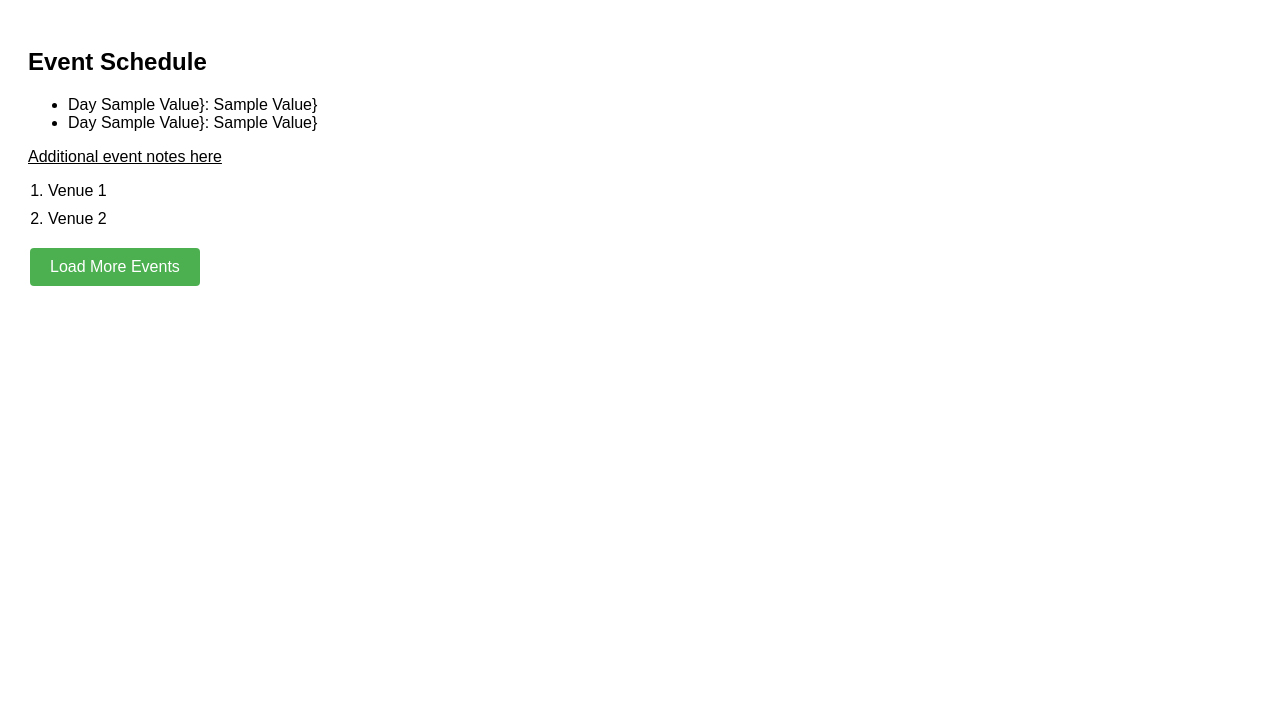 Event Schedule
Day Sample Value}: Sample Value}
Day Sample Value}: Sample Value}
Additional event notes here
1. Venue 1
2. Venue 2
Load More Events